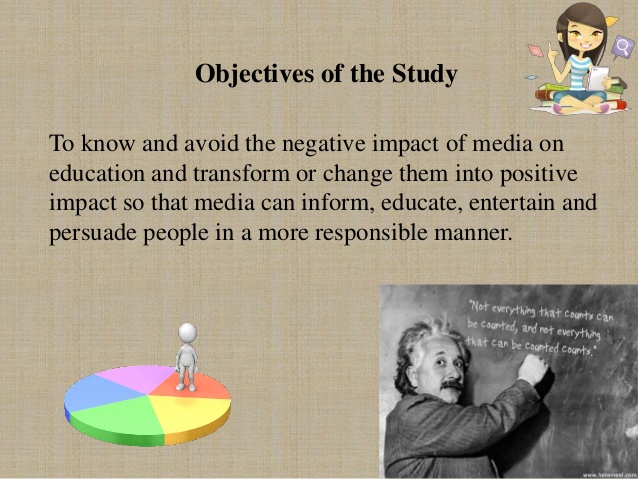 Objectives of the Study
To know and avoid the negative impact of media on
education and transform or change them into positive
impact so that media can inform, educate, entertain and
persuade people in a more responsible manner.
"Not everything that counts can
be counted, and not everything
that can be counted counts."
www.hetemeel.com